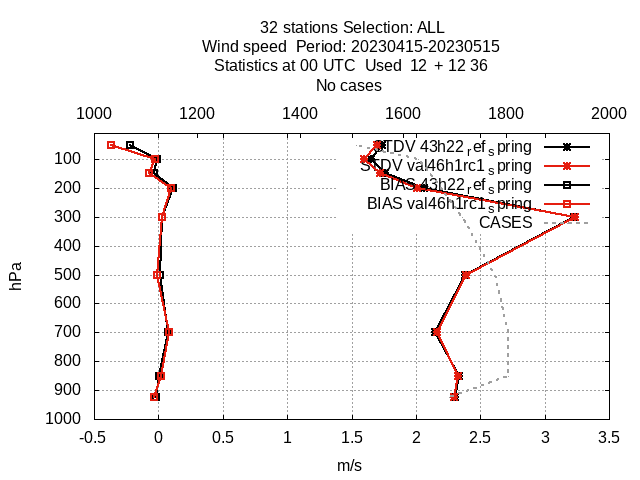 32 stations Selection: ALL
Wind speed  Period: 20230415-20230515
Statistics at 00 UTC  Used  12  + 12 36
No cases
1000 1200 1400 1600 1800 2000
STDV 43h22_ref_spring
STDV val46h1rc1_spring
BIAS 43h22_ref_spring
BIAS val46h1rc1_spring
CASES
hPa
100
200
300
400
500
600
700
800
900
1000
-0.5 0 0.5 1 1.5 2 2.5 3 3.5
m/s